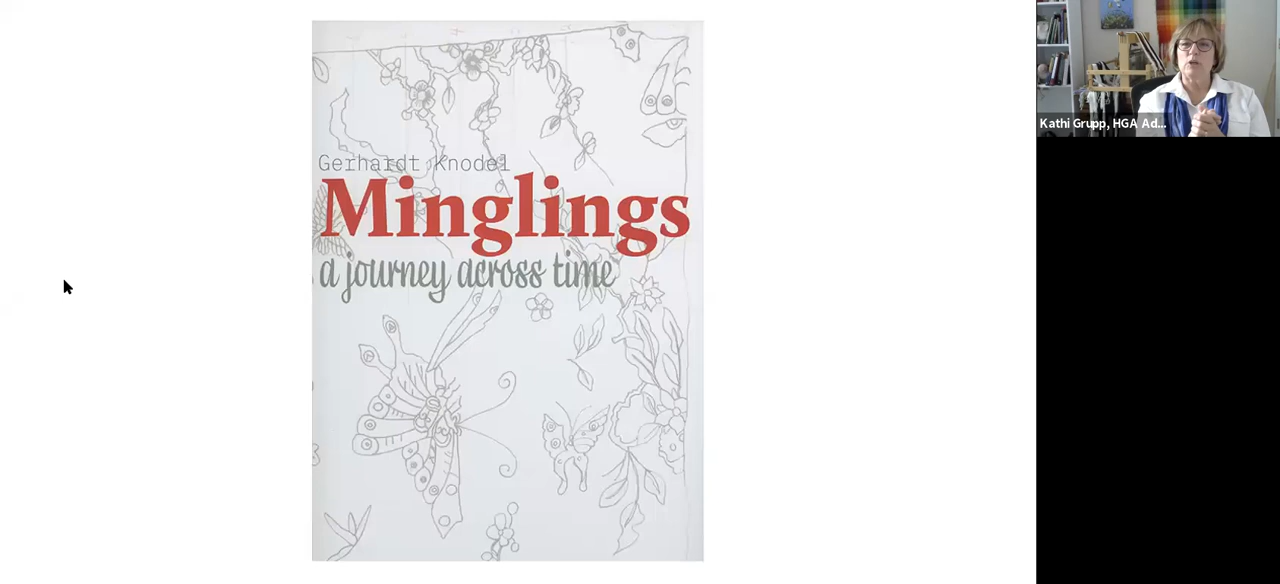 Gerhardt Knodel
Minglings
a journey across time
Kathi Grupp, HGA Ad...